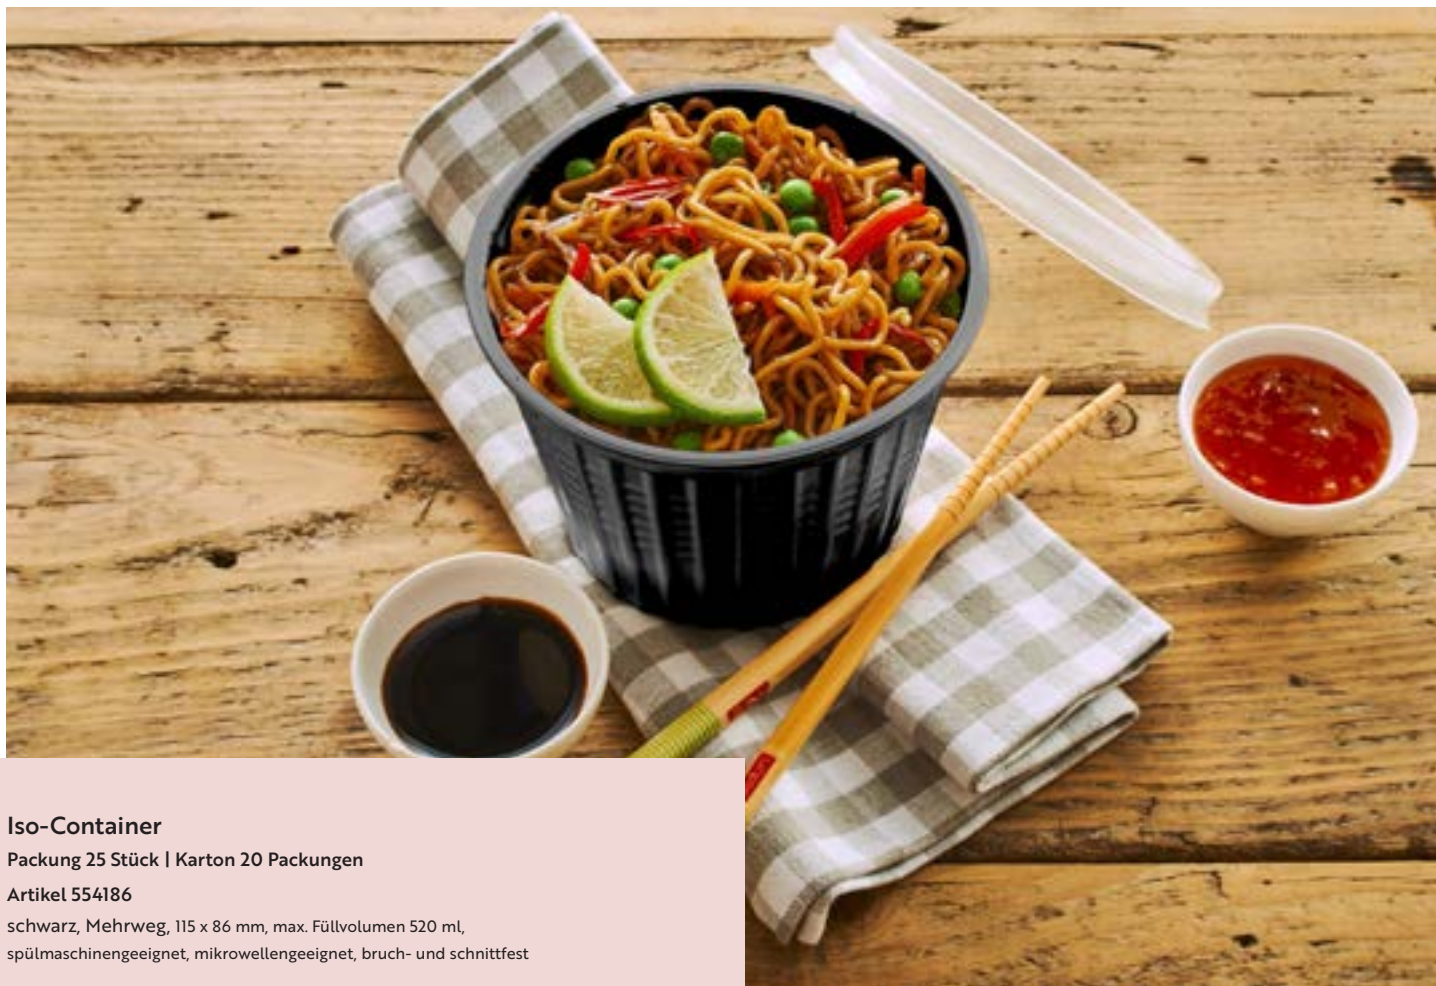 Iso-Container
Packung 25 Stück | Karton 20 Packungen
Artikel 554186
schwarz, Mehrweg, 115 x 86 mm, max. Füllvolumen 520 ml,
spülmaschinengeeignet, mikrowellengeeignet, bruch- und schnittfest